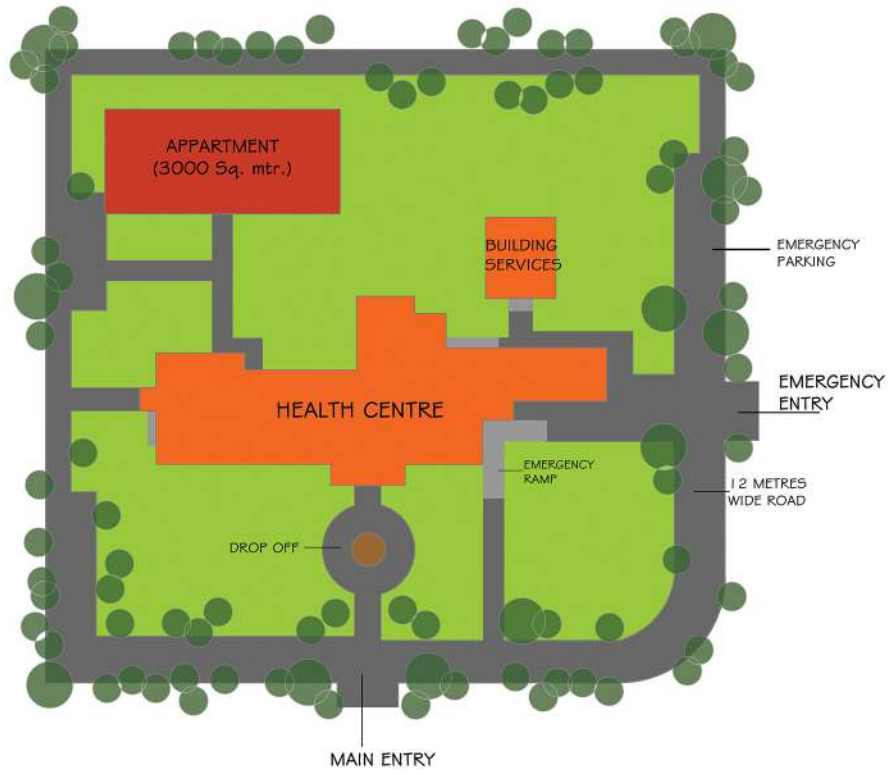 APPARTMENT
(3000 Sq. mtr.)
BUILDING
SERVICES
EMERGENCY
PARKING
HEALTH CENTRE
EMERGENCY
ENTRY
EMERGENCY
RAMP
12 METRES
WIDE ROAD
DROP OFF
MAIN ENTRY